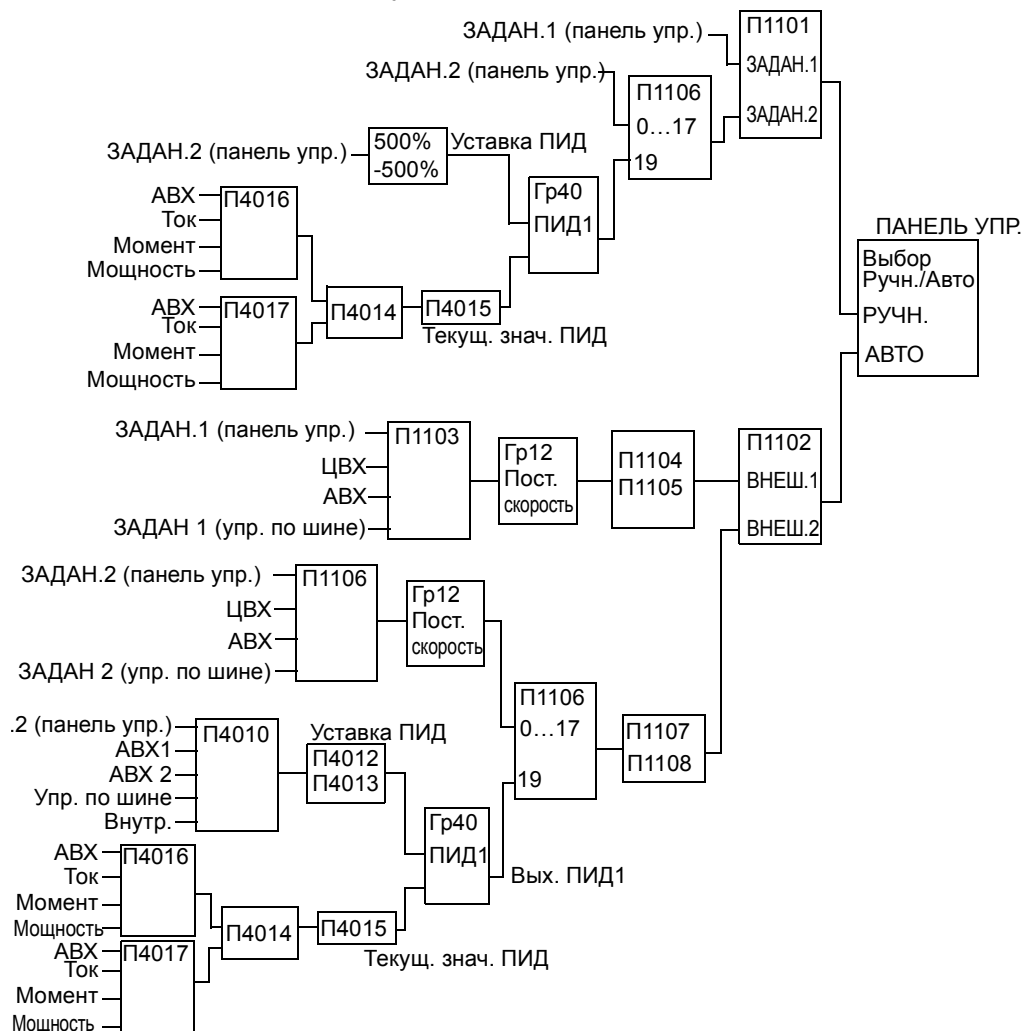 ЗАДАН.1 (панель упр.)
П1101
ЗАДАН.1
ЗАДАН.2
ЗАДАН.2 (панель упр.)
П1106
0…17
19
ЗАДАН.2 (панель упр.)
500%
-500%
Уставка ПИД
Гр40
ПИД1
АВХ
Ток
Момент
Мощность
П4016
АВХ
Ток
Момент
Мощность
П4017
П4014
П4015
Текущ. знач. ПИД
ПАНЕЛЬ УПР.
Выбор
Ручн./Авто
РУЧН.
АВТО
ЗАДАН.1 (панель упр.)
ЦВХ
АВХ
ЗАДАН 1 (упр. по шине)
П1103
Гр12
Пост.
скорость
П1104
П1105
П1102
ВНЕШ.1
ВНЕШ.2
ЗАДАН.2 (панель упр.)
ЦВХ
АВХ
ЗАДАН 2 (упр. по шине)
П1106
Гр12
Пост.
скорость
П1106
0…17
19
П1107
П1108
.2 (панель упр.)
АВХ1
АВХ 2
Упр. по шине
Внутр.
П4010
Уставка ПИД
П4012
П4013
Гр40
ПИД1
Вых. ПИД1
АВХ
Ток
Момент
Мощность
П4016
АВХ
Ток
Момент
Мощность
П4017
П4014
П4015
Текущ. знач. ПИД